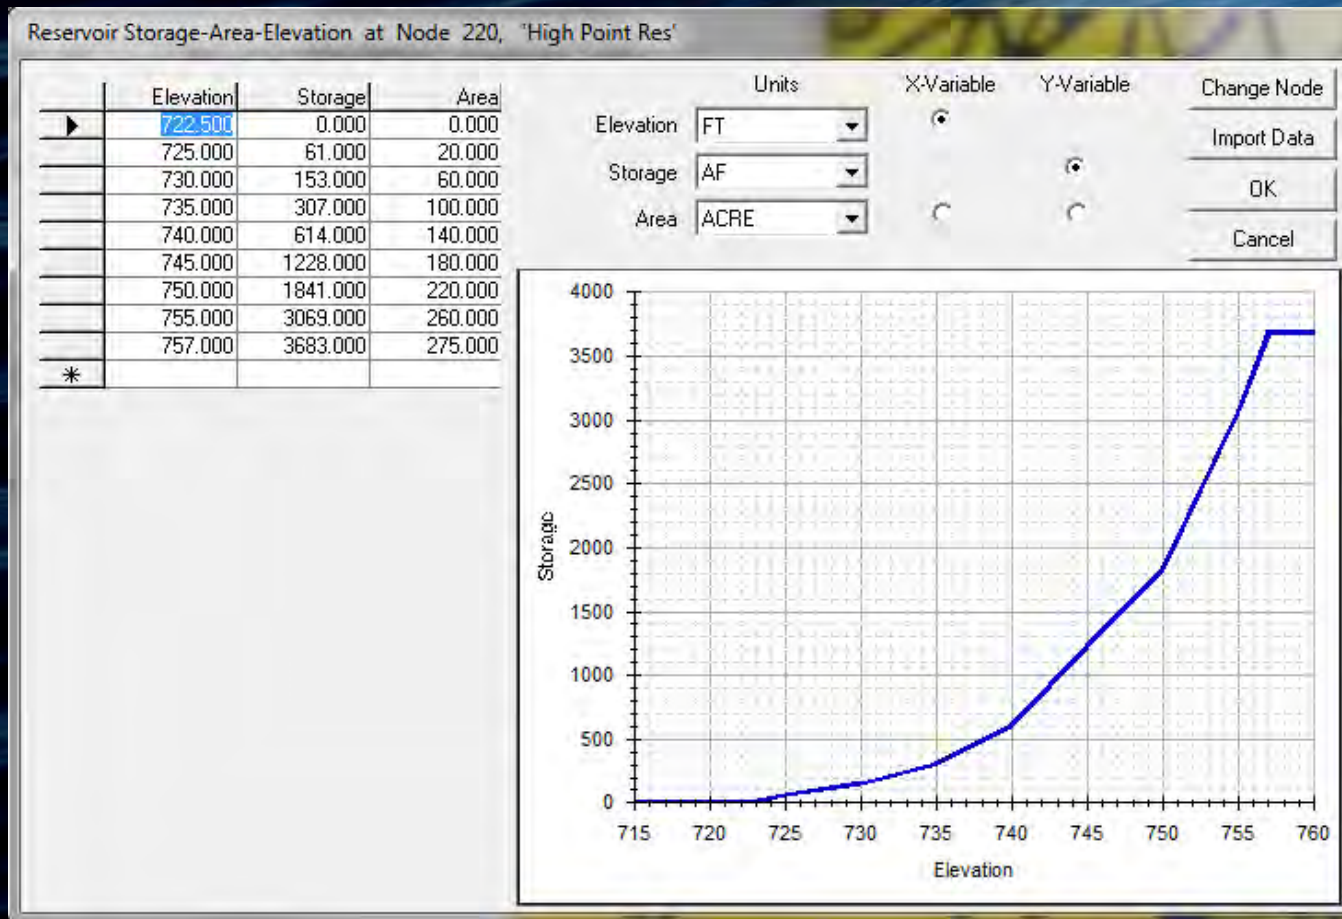 Reservoir Storage-Area-Elevation at Node 220, 'High Point Res'
Elevation Storage Area
722.500 0.000 0.000
725.000 61.000 20.000
730.000 153.000 60.000
735.000 307.000 100.000
740.000 614.000 140.000
745.000 1228.000 180.000
750.000 1841.000 220.000
755.000 3069.000 260.000
757.000 3683.000 275.000
Units X-Variable Y-Variable
Elevation FT
Storage AF
Area ACRE
Change Node
Import Data
OK
Cancel
4000
3500
3000
2500
2000
1500
1000
500
0
Storage
715 720 725 730 735 740 745 750 755 760
Elevation